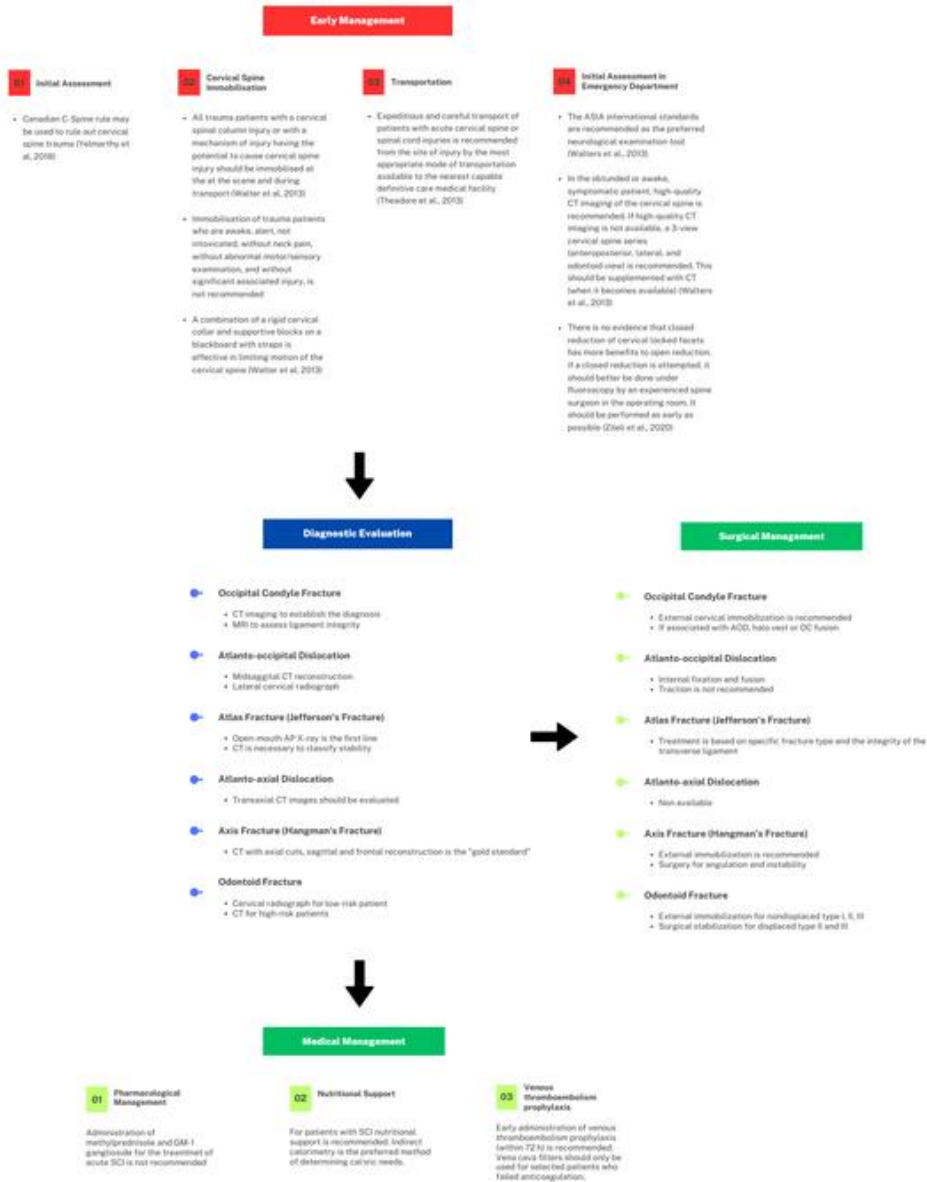 Early Management
01
Initial Assessment
• Canadian C-Spine rule may
be used to rule out cervical
spine trauma (Yelmarthy et
al, 2018)
02
Cervical Spine
Immobilisation
• All trauma patients with a cervical
spinal column injury or with a
mechanism of injury having the
potential to cause cervical spine
injury should be immobilised at
the at the scene and during
transport (Walter et al, 2013)
• Immobilisation of trauma patients
who are awake, alert, not
intoxicated, without neck pain,
without abnormal motor/sensory
examination, and without
significant associated injury, is
not recommended
• A combination of a rigid cervical
collar and supportive blocks on a
blackboard with straps is
effective in limiting motion of the
cervical spine (Walter et al, 2013)
03
Transportation
• Expeditious and careful transport of
patients with acute cervical spine or
spinal cord injuries is recommended
from the site of injury by the most
appropriate mode of transportation
available to the nearest capable
definitive care medical facility
(Theodore et al., 2013)
04
Initial Assessment in
Emergency Department
• The ASIA international standards
are recommended as the preferred
neurological examination tool
(Walters et al., 2013)
• In the obtunded or awake,
symptomatic patient, high-quality
CT imaging of the cervical spine is
recommended. If high-quality CT
imaging is not available, a 3-view
cervical spine series
(anteroposterior, lateral, and
odontoid view) is recommended. This
should be supplemented with CT
(when it becomes available) (Walters
et al., 2013)
• There is no evidence that closed
reduction of cervical locked facets
has more benefits to open reduction.
If a closed reduction is attempted, it
should better be done under
fluoroscopy by an experienced spine
surgeon in the operating room. It
should be performed as early as
possible (Zileli et al., 2020)
Diagnostic Evaluation
Occipital Condyle Fracture
• CT imaging to establish the diagnosis
• MRI to assess ligament integrity
Atlanto-occipital Dislocation
• Midsaggital CT reconstruction
• Lateral cervical radiograph
Atlas Fracture (Jefferson's Fracture)
• Open mouth AP X-ray is the first line
• CT is necessary to classify stability
Atlanto-axial Dislocation
• Transaxial CT images should be evaluated
Axis Fracture (Hangman's Fracture)
• CT with axial cuts, sagittal and frontal reconstruction is the "gold standard"
Odontoid Fracture
• Cervical radiograph for low-risk patient
• CT for high-risk patients
Surgical Management
Occipital Condyle Fracture
• External cervical immobilization is recommended
• If associated with AOD, halo vest or OC fusion
Atlanto-occipital Dislocation
• Internal fixation and fusion
• Traction is not recommended
Atlas Fracture (Jefferson's Fracture)
• Treatment is based on specific fracture type and the integrity of the
transverse ligament
Atlanto-axial Dislocation
• Non available
Axis Fracture (Hangman's Fracture)
• External immobilization is recommended
• Surgery for angulation and instability
Odontoid Fracture
• External immobilization for nondisplaced type I, II, III
• Surgical stabilization for displaced type II and III
Medical Management
01
Pharmacological
Management
Administration of
methylprednisole and GM-1
ganglioside for the treatmnet of
acute SCI is not recommended
02
Nutritional Support
For patients with SCI nutritional
support is recommended. Indirect
calorimetry is the preferred method
of determining caloric needs.
03
Venous
thromboembolism
prophylaxis
Early administration of venous
thromboembolism prophylaxis
(within 72 h) is recommended.
Vena cava filters should only be
used for selected patients who
failed anticoagulation.